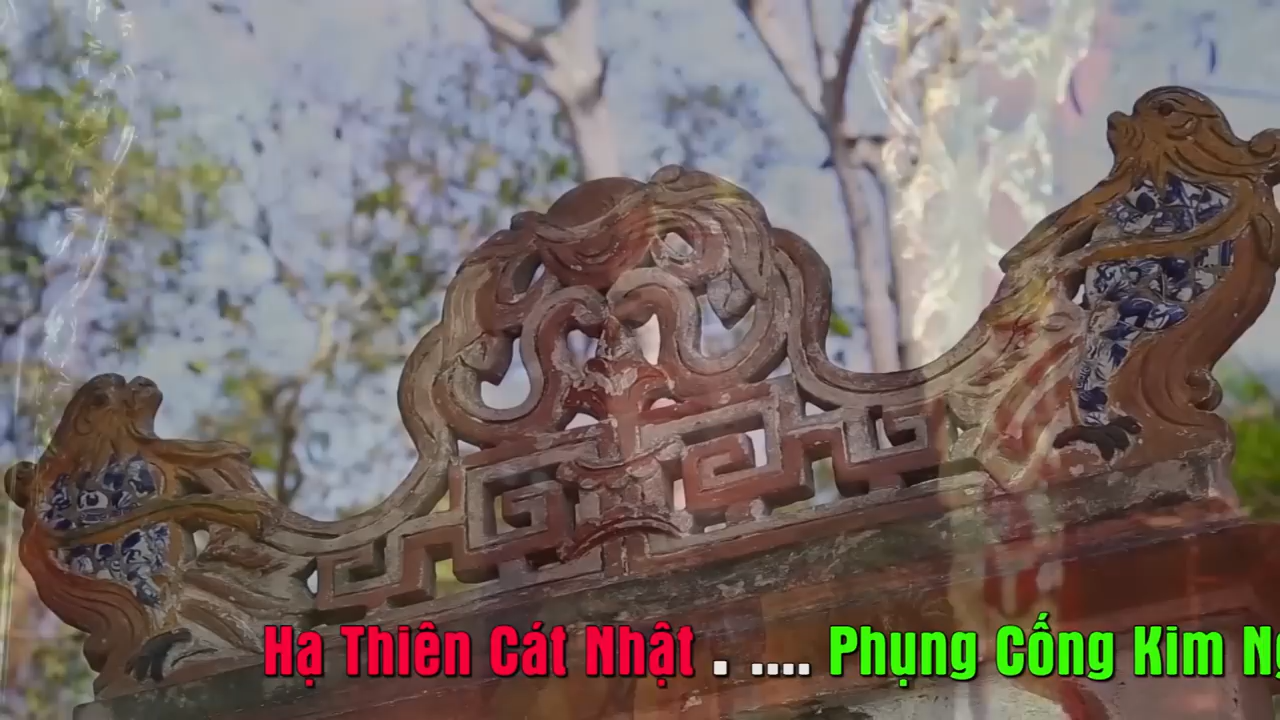 Hạ Thiên Cát Nhật . .... Phụng Cống Kim